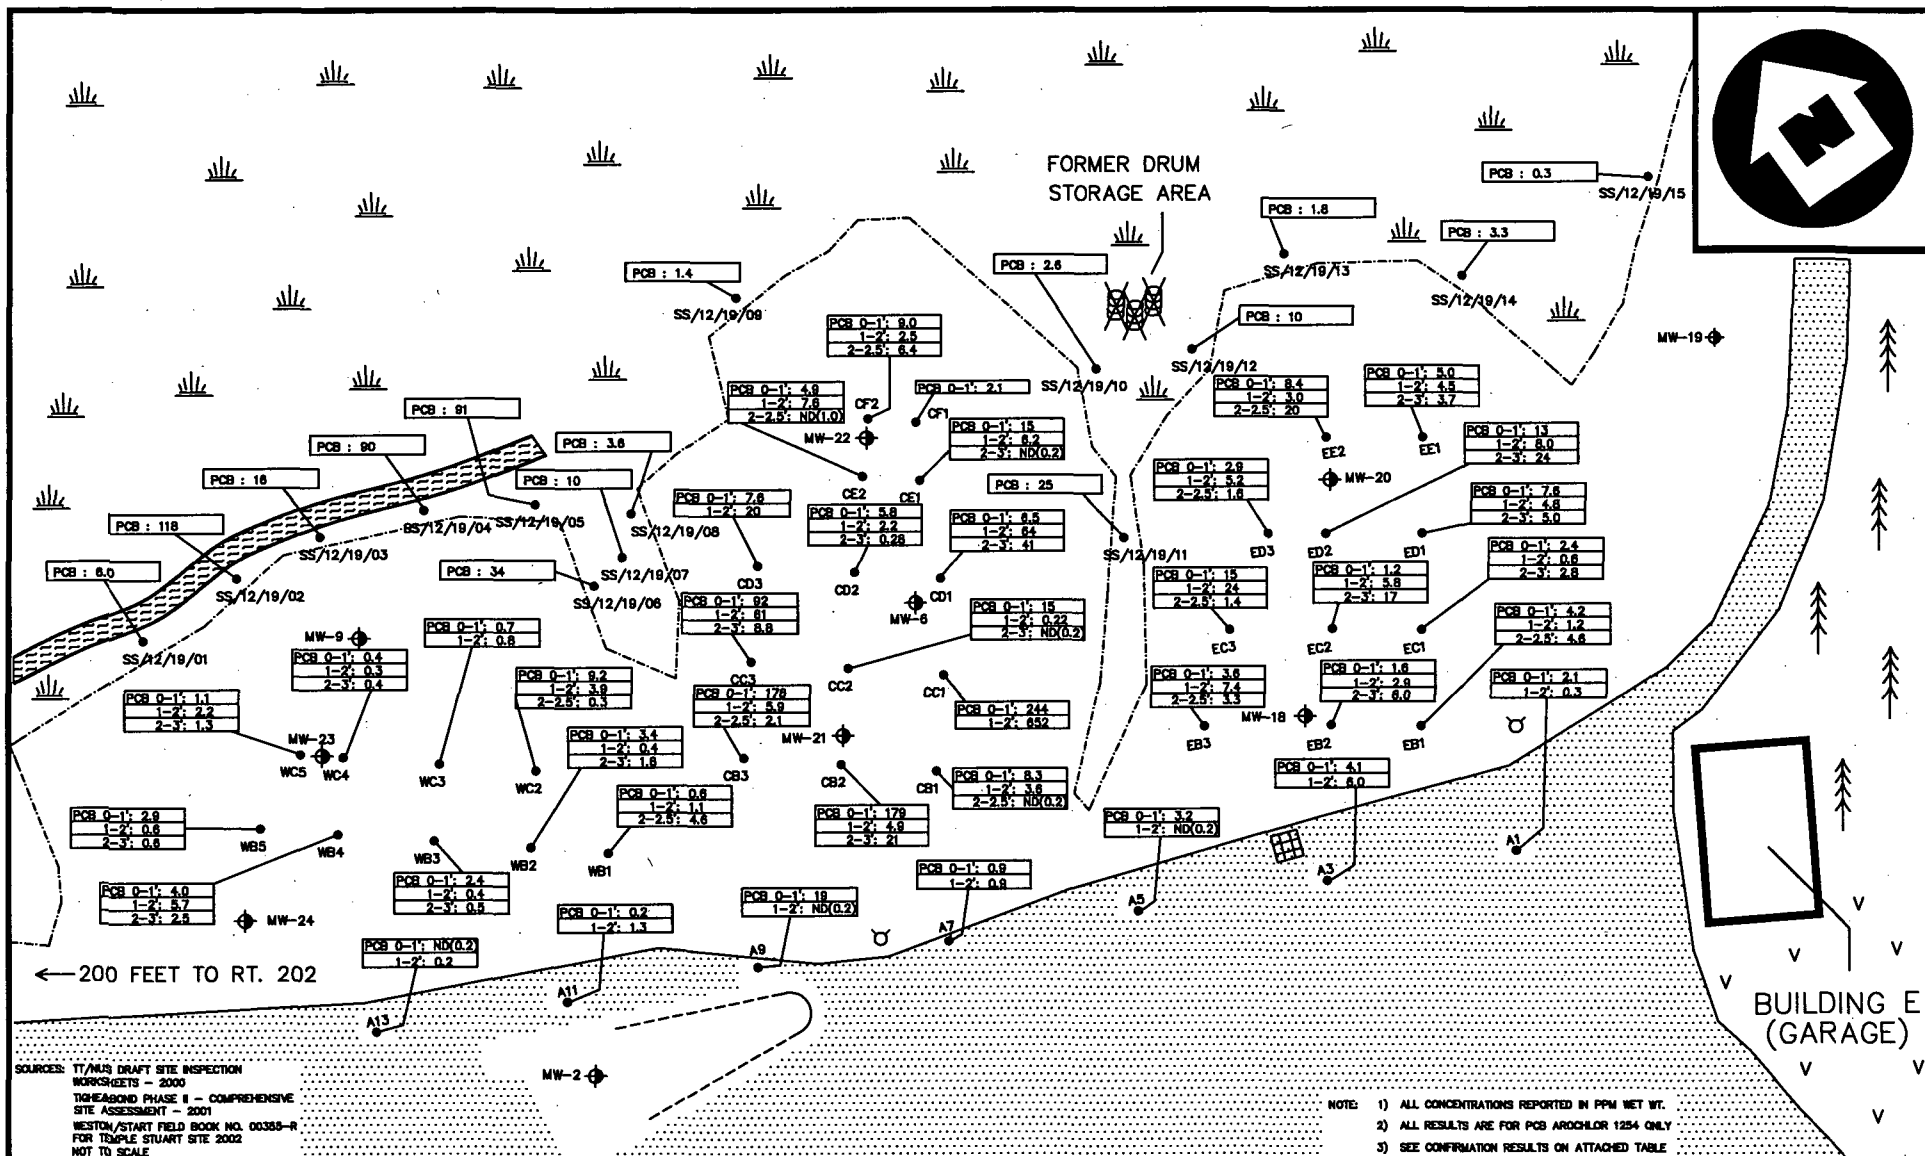 N
FORMER DRUM
STORAGE AREA
PCB : 0.3
SS/12/19/15
PCB : 1.8
SS/12/19/13
PCB : 3.3
SS/12/19/14
PCB : 1.4
SS/12/19/09
PCB : 2.6
SS/12/19/10
PCB : 10
SS/12/19/12
MW-19
PCB 0-1': 9.0
1-2': 2.5
2-2.5': 6.4
CF2
PCB 0-1': 2.1
CF1
MW-22
PCB 0-1': 4.9
1-2': 7.6
2-2.5': ND(1.0)
CE2
PCB 0-1': 15
1-2': 6.2
2-3': ND(0.2)
CE1
PCB 0-1': 8.4
1-2': 3.0
2-2.5': 20
EE2
PCB 0-1': 5.0
1-2': 4.5
2-3': 3.7
EE1
MW-20
PCB : 91
SS/12/19/05
PCB : 90
SS/12/19/04
PCB : 16
SS/12/19/03
PCB : 118
SS/12/19/02
PCB : 6.0
SS/12/19/01
PCB : 3.6
SS/12/19/08
PCB : 10
SS/12/19/07
PCB : 34
SS/12/19/06
PCB : 25
SS/12/19/11
PCB 0-1': 7.6
1-2': 20
CD3
PCB 0-1': 5.8
1-2': 2.2
2-3': 0.28
CD2
PCB 0-1': 6.5
1-2': 64
2-3': 41
CD1
MW-6
PCB 0-1': 2.9
1-2': 5.2
2-2.5': 1.6
ED3
PCB 0-1': 13
1-2': 8.0
2-3': 24
ED2
PCB 0-1': 7.6
1-2': 4.8
2-3': 5.0
ED1
PCB 0-1': 92
1-2': 61
2-3': 8.8
CC3
PCB 0-1': 15
1-2': 0.22
2-3': ND(0.2)
CC2
PCB 0-1': 244
1-2': 652
CC1
PCB 0-1': 15
1-2': 24
2-2.5': 1.4
EC3
PCB 0-1': 1.2
1-2': 5.8
2-3': 17
EC2
PCB 0-1': 2.4
1-2': 0.6
2-3': 2.8
EC1
MW-9
PCB 0-1': 0.4
1-2': 0.3
2-3': 0.4
WC4
PCB 0-1': 1.1
1-2': 2.2
2-3': 1.3
WC5
MW-23
PCB 0-1': 0.7
1-2': 0.8
WC3
PCB 0-1': 9.2
1-2': 3.9
2-2.5': 0.3
WC2
PCB 0-1': 178
1-2': 5.9
2-2.5': 2.1
CB3
MW-21
PCB 0-1': 179
1-2': 4.9
2-3': 21
CB2
PCB 0-1': 8.3
1-2': 3.6
2-2.5': ND(0.2)
CB1
PCB 0-1': 3.6
1-2': 7.4
2-2.5': 3.3
EB3
MW-18
PCB 0-1': 1.6
1-2': 2.9
2-3': 6.0
EB2
PCB 0-1': 4.2
1-2': 1.2
2-2.5': 4.6
EB1
PCB 0-1': 2.1
1-2': 0.3
A1
PCB 0-1': 2.9
1-2': 0.6
2-3': 0.6
WB5
PCB 0-1': 4.0
1-2': 5.7
2-3': 2.5
WB4
PCB 0-1': 2.4
1-2': 0.4
2-3': 0.5
WB3
PCB 0-1': 3.4
1-2': 0.4
2-3': 1.6
WB2
PCB 0-1': 0.6
1-2': 1.1
2-2.5': 4.6
WB1
MW-24
PCB 0-1': 4.1
1-2': 6.0
A3
PCB 0-1': 3.2
1-2': ND(0.2)
A5
PCB 0-1': 0.9
1-2': 0.9
A7
PCB 0-1': 19
1-2': ND(0.2)
A9
PCB 0-1': 0.2
1-2': 1.3
A11
PCB 0-1': ND(0.2)
1-2': 0.2
A13
200 FEET TO RT. 202
MW-2
BUILDING E
(GARAGE)
SOURCES: TT/NUS DRAFT SITE INSPECTION
WORKSHEETS - 2000
TIGHE&BOND PHASE II - COMPREHENSIVE
SITE ASSESSMENT - 2001
WESTON/START FIELD BOOK NO. 00385-R
FOR TEMPLE STUART SITE 2002
NOT TO SCALE
NOTE: 1) ALL CONCENTRATIONS REPORTED IN PPM WET WT.
2) ALL RESULTS ARE FOR PCB AROCHLOR 1254 ONLY
3) SEE CONFIRMATION RESULTS ON ATTACHED TABLE